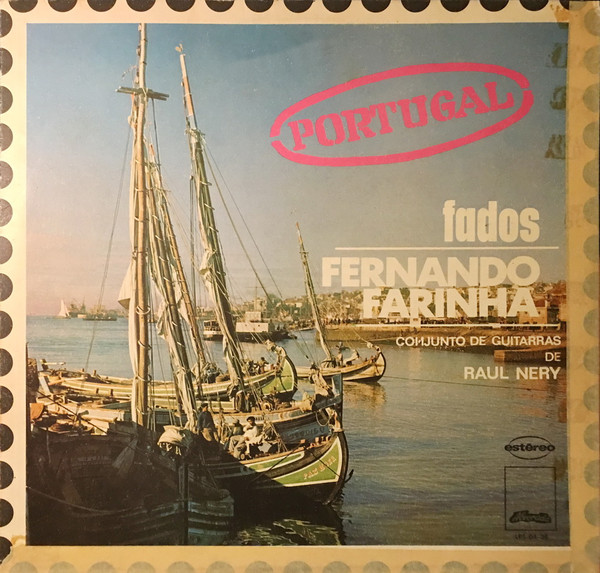 PORTUGAL
fados
FERNANDO
FARINHA
CONJUNTO DE GUITARRAS
DE
RAUL NERY
estéreo